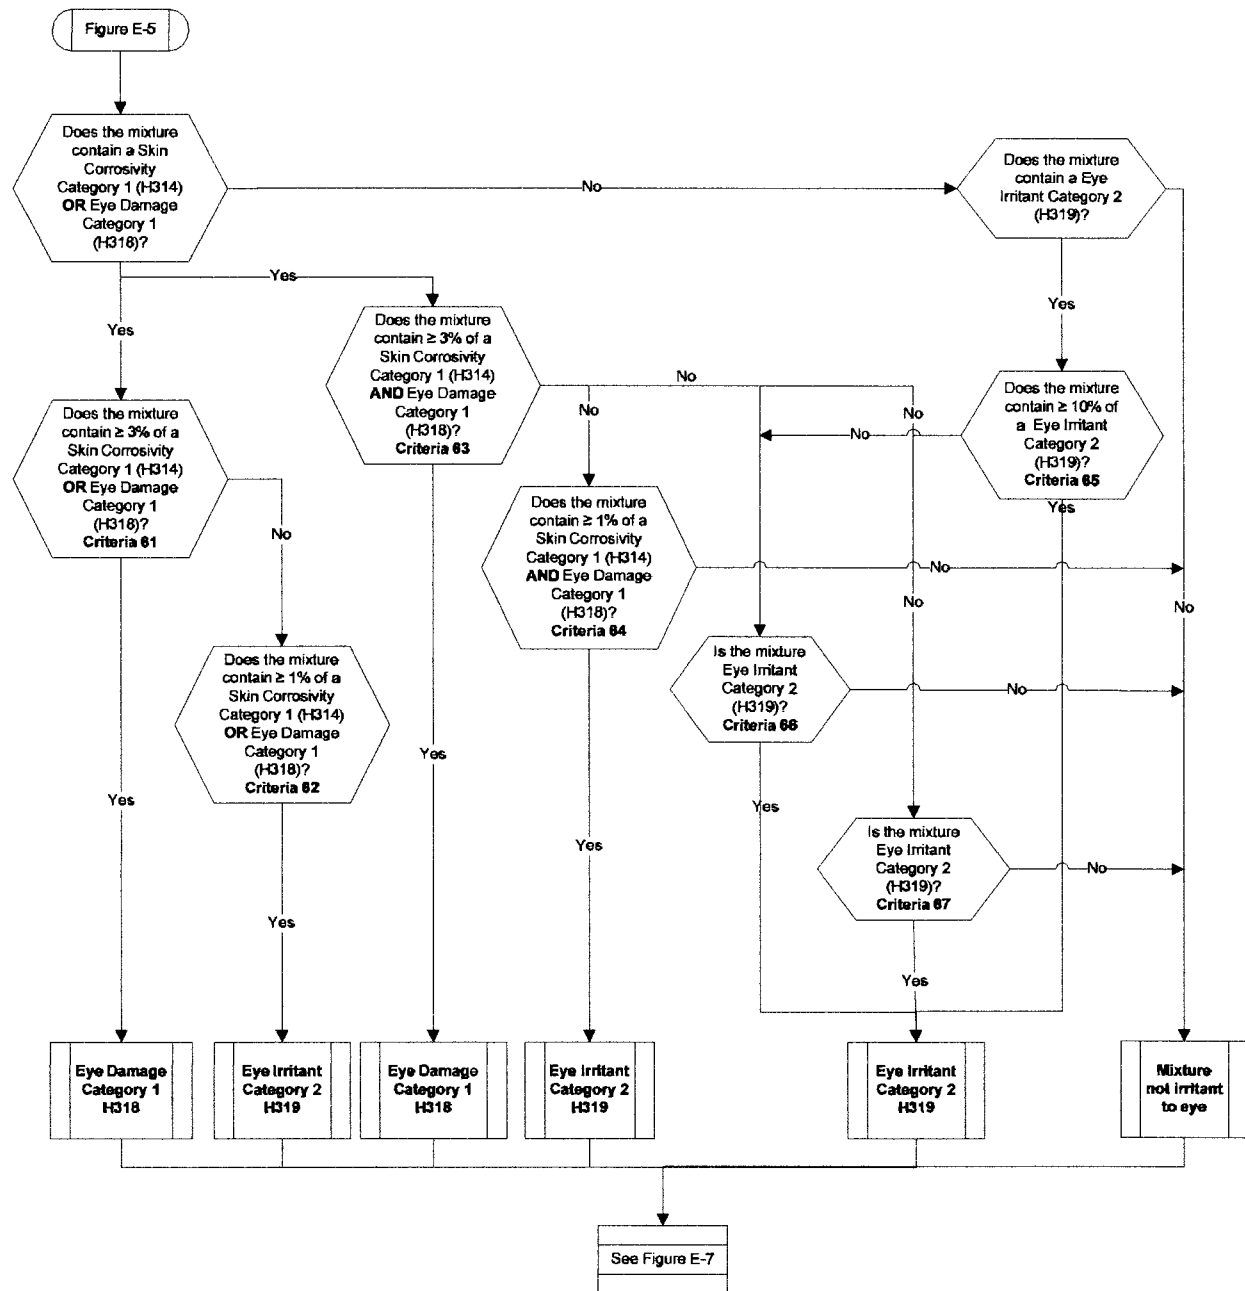 Figure E-5
Does the mixture
contain a Skin
Corrosivity
Category 1 (H314)
OR Eye Damage
Category 1
(H318)?
No
Does the mixture
contain a Eye
Irritant Category 2
(H319)?
Yes
Yes
Yes
Does the mixture
contain ≥ 3% of a
Skin Corrosivity
Category 1 (H314)
AND Eye Damage
Category 1
(H318)?
Criteria 63
No
No
No
Does the mixture
contain ≥ 10% of
a Eye Irritant
Category 2
(H319)?
Criteria 65
No
Yes
Does the mixture
contain ≥ 3% of a
Skin Corrosivity
Category 1 (H314)
OR Eye Damage
Category 1
(H318)?
Criteria 61
No
Does the mixture
contain ≥ 1% of a
Skin Corrosivity
Category 1 (H314)
AND Eye Damage
Category 1
(H318)?
Criteria 64
No
No
No
Does the mixture
contain ≥ 1% of a
Skin Corrosivity
Category 1 (H314)
OR Eye Damage
Category 1
(H318)?
Criteria 62
Is the mixture
Eye Irritant
Category 2
(H319)?
Criteria 66
No
Yes
Yes
Yes
Yes
Is the mixture
Eye Irritant
Category 2
(H319)?
Criteria 67
No
Yes
Yes
Eye Damage
Category 1
H318
Eye Irritant
Category 2
H319
Eye Damage
Category 1
H318
Eye Irritant
Category 2
H319
Eye Irritant
Category 2
H319
Mixture
not irritant
to eye
See Figure E-7